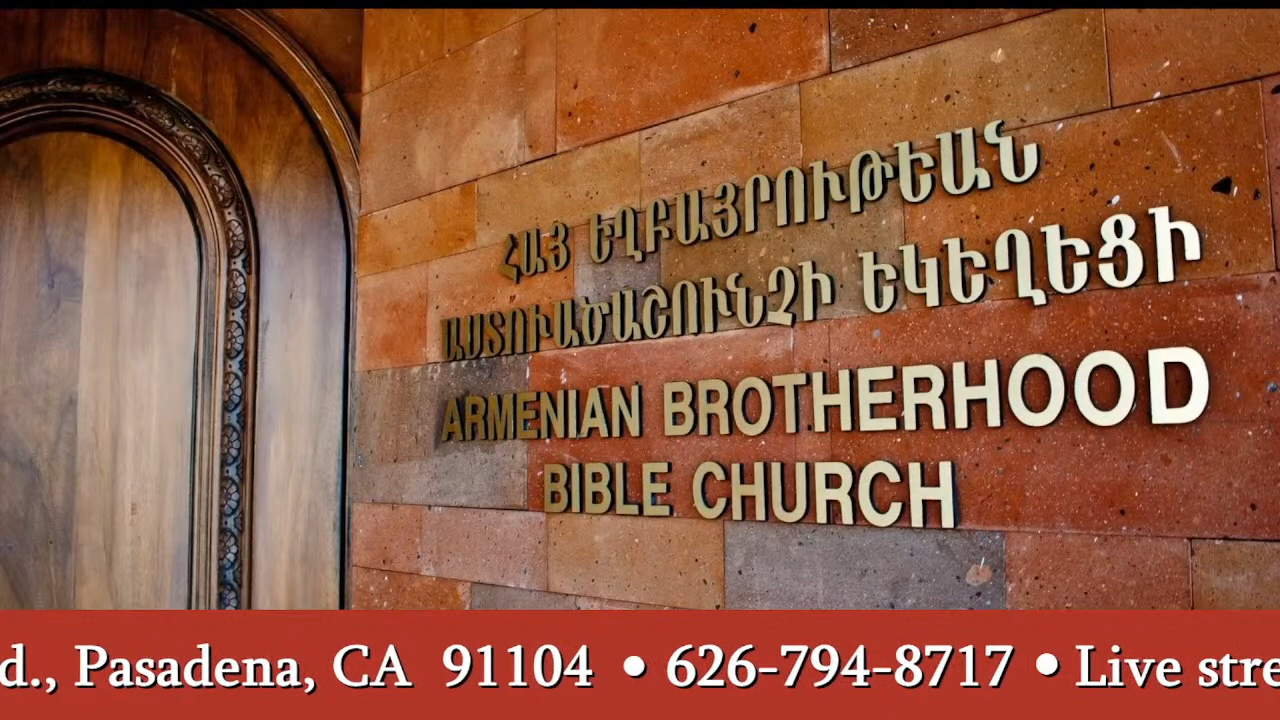 ՀԱՅ ԵՂԲԱՅՐՈՒԹԵԱՆ
ԱՍՏՈՒԱԾԱՇՈՒՆՉԻ ԵԿԵՂԵՑԻ
ARMENIAN BROTHERHOOD
BIBLE CHURCH
d., Pasadena, CA 91104 • 626-794-8717 • Live stre